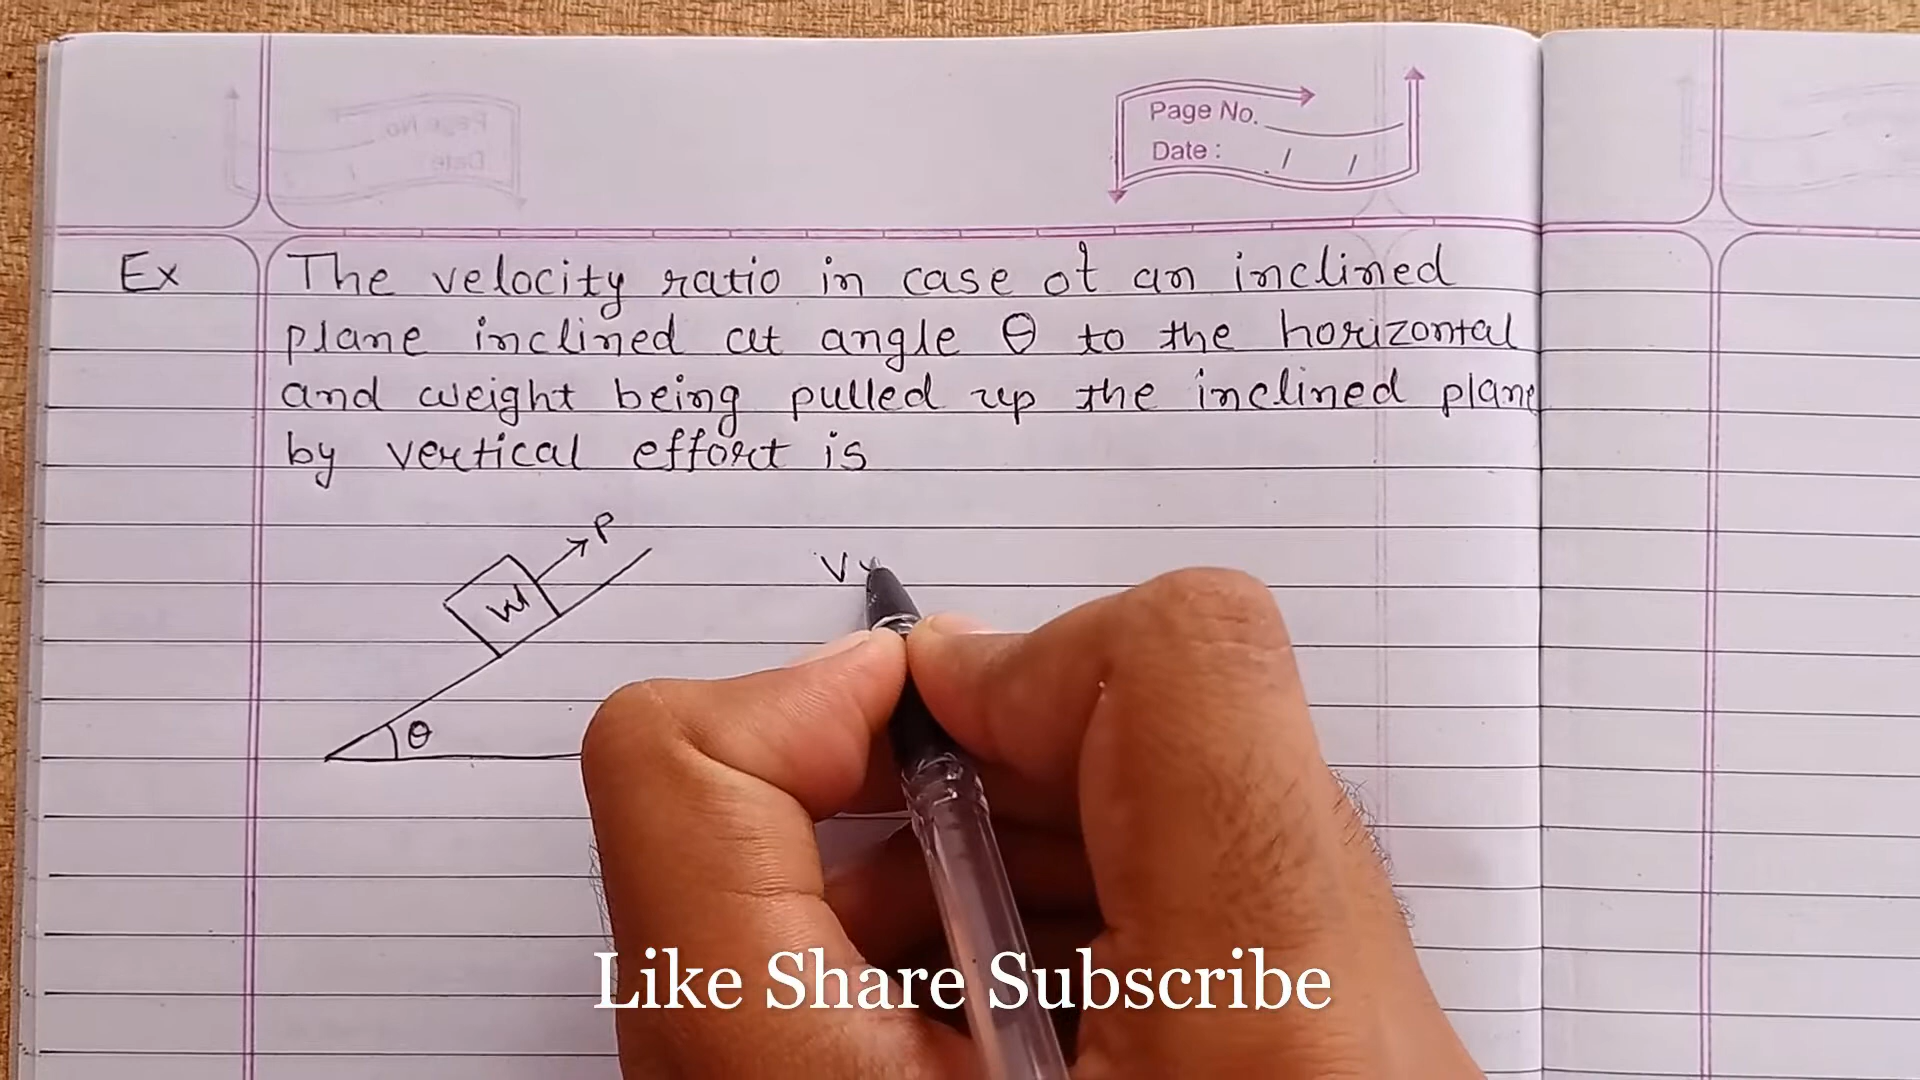 Page No.
Date : / /
Ex The velocity ratio in case of an inclined
plane inclined at angle θ to the horizontal
and weight being pulled up the inclined plane
by vertical effort is
P
W
θ
V
Like Share Subscribe